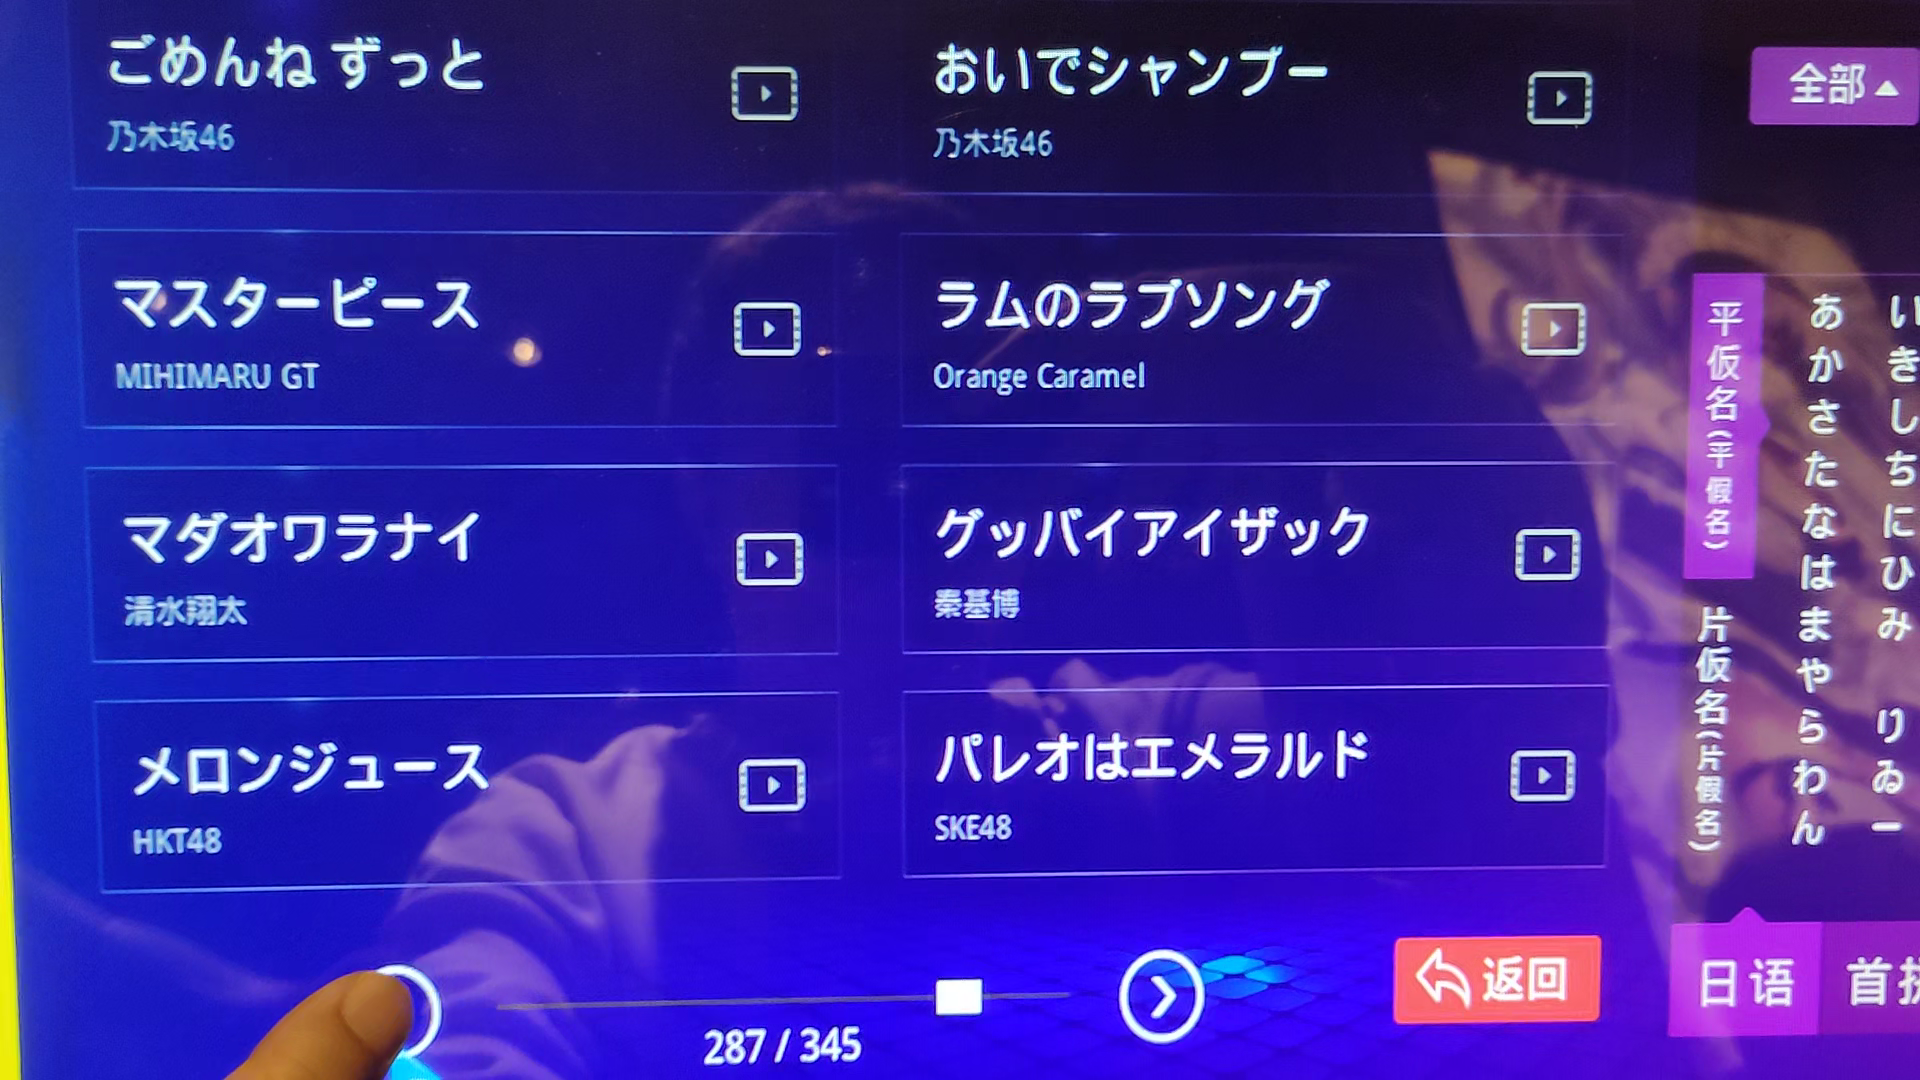 ごめんね ずっと
乃木坂46
おいでシャンプー
乃木坂46
マスターピース
MIHIMARU GT
ラムのラブソング
Orange Caramel
マダオワラナイ
清水翔太
グッバイアイザック
秦基博
メロンジュース
HKT48
パレオはエメラルド
SKE48
287 / 345
返回
全部
平仮名(平假名)
片仮名(片假名)
あかさたなはまやらわん
いきしちにひみ りゐー
日语
首